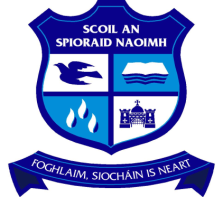 SCOIL AN
SPIORAID NAOIMH
FOGHLAIM, SIOCHÁIN IS NEART